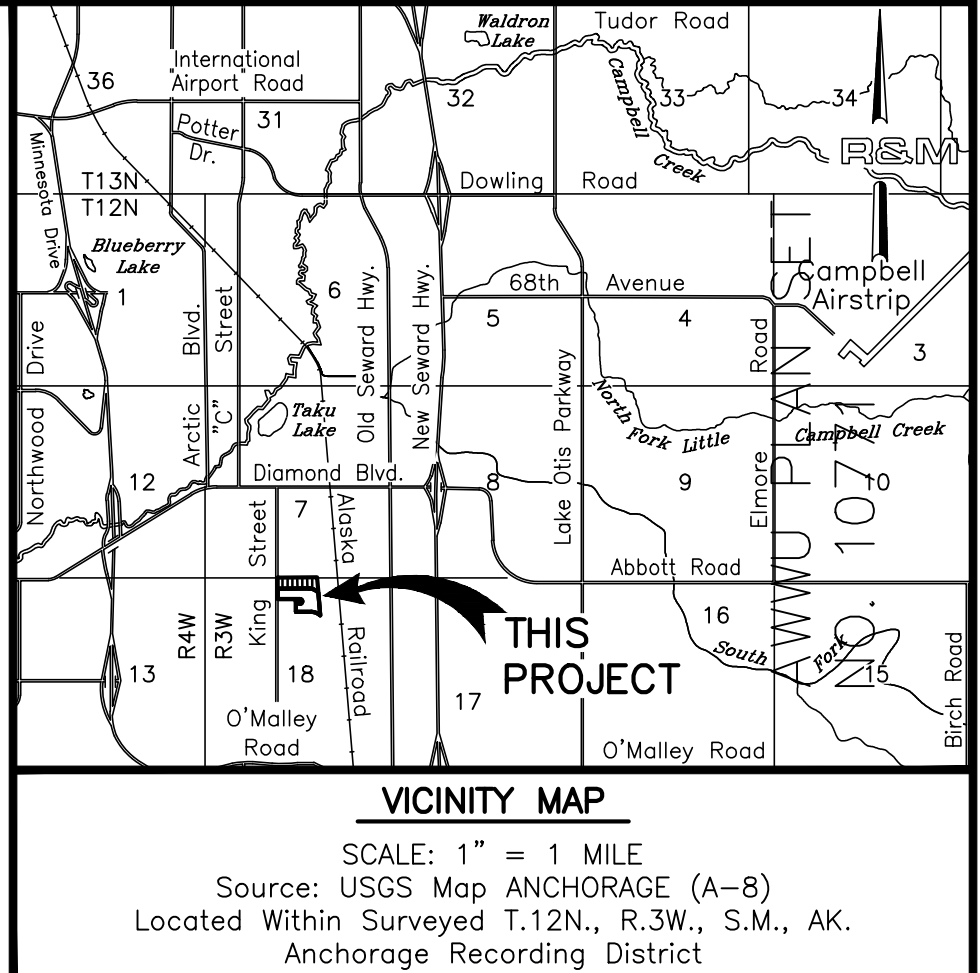 Waldron
Lake
Tudor Road
International
"Airport" Road
36
31
32
33
34
Campbell
Creek
Potter
Dr.
R&M
Minnesota Drive
T13N
T12N
Dowling Road
Blueberry
Lake
1
6
68th Avenue
5
4
3
Campbell
Airstrip
Drive
Northwood
Blvd.
Arctic
Street
"C"
Old Seward Hwy.
New Seward Hwy.
Lake Otis Parkway
Road
Elmore
AWWU PLAN SET
NO. 10771
Taku
Lake
North
Fork Little
Campbell Creek
Diamond Blvd.
12
7
8
9
10
Street
King
Alaska
Railroad
Abbott Road
R4W
R3W
THIS
PROJECT
16
South Fork
15
13
18
17
O'Malley
Road
O'Malley Road
Birch Road
VICINITY MAP
SCALE: 1" = 1 MILE
Source: USGS Map ANCHORAGE (A-8)
Located Within Surveyed T.12N., R.3W., S.M., AK.
Anchorage Recording District